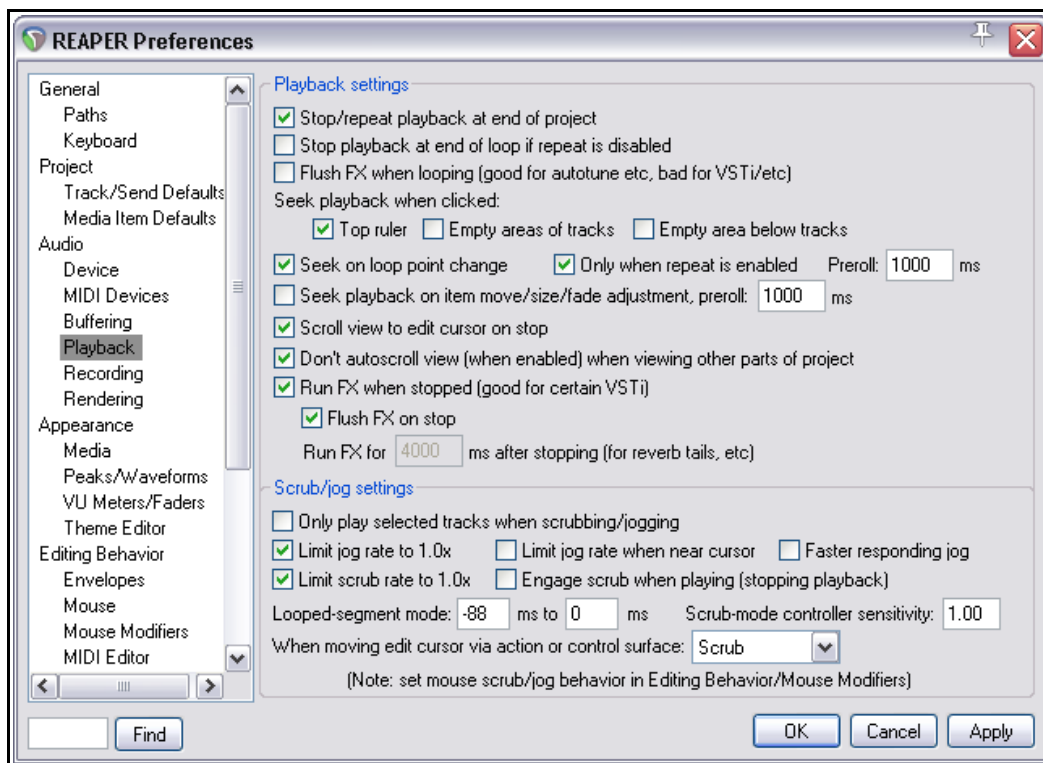 REAPER Preferences
General
Paths
Keyboard
Project
Track/Send Defaults
Media Item Defaults
Audio
Device
MIDI Devices
Buffering
Playback
Recording
Rendering
Appearance
Media
Peaks/Waveforms
VU Meters/Faders
Theme Editor
Editing Behavior
Envelopes
Mouse
Mouse Modifiers
MIDI Editor
Find
Playback settings
Stop/repeat playback at end of project
Stop playback at end of loop if repeat is disabled
Flush FX when looping (good for autotune etc, bad for VSTi/etc)
Seek playback when clicked:
Top ruler Empty areas of tracks Empty area below tracks
Seek on loop point change Only when repeat is enabled Preroll: 1000 ms
Seek playback on item move/size/fade adjustment, preroll: 1000 ms
Scroll view to edit cursor on stop
Don't autoscroll view (when enabled) when viewing other parts of project
Run FX when stopped (good for certain VSTi)
Flush FX on stop
Run FX for 4000 ms after stopping (for reverb tails, etc)
Scrub/jog settings
Only play selected tracks when scrubbing/jogging
Limit jog rate to 1.0x Limit jog rate when near cursor Faster responding jog
Limit scrub rate to 1.0x Engage scrub when playing (stopping playback)
Looped-segment mode: -88 ms to 0 ms Scrub-mode controller sensitivity: 1.00
When moving edit cursor via action or control surface: Scrub
(Note: set mouse scrub/jog behavior in Editing Behavior/Mouse Modifiers)
OK Cancel Apply